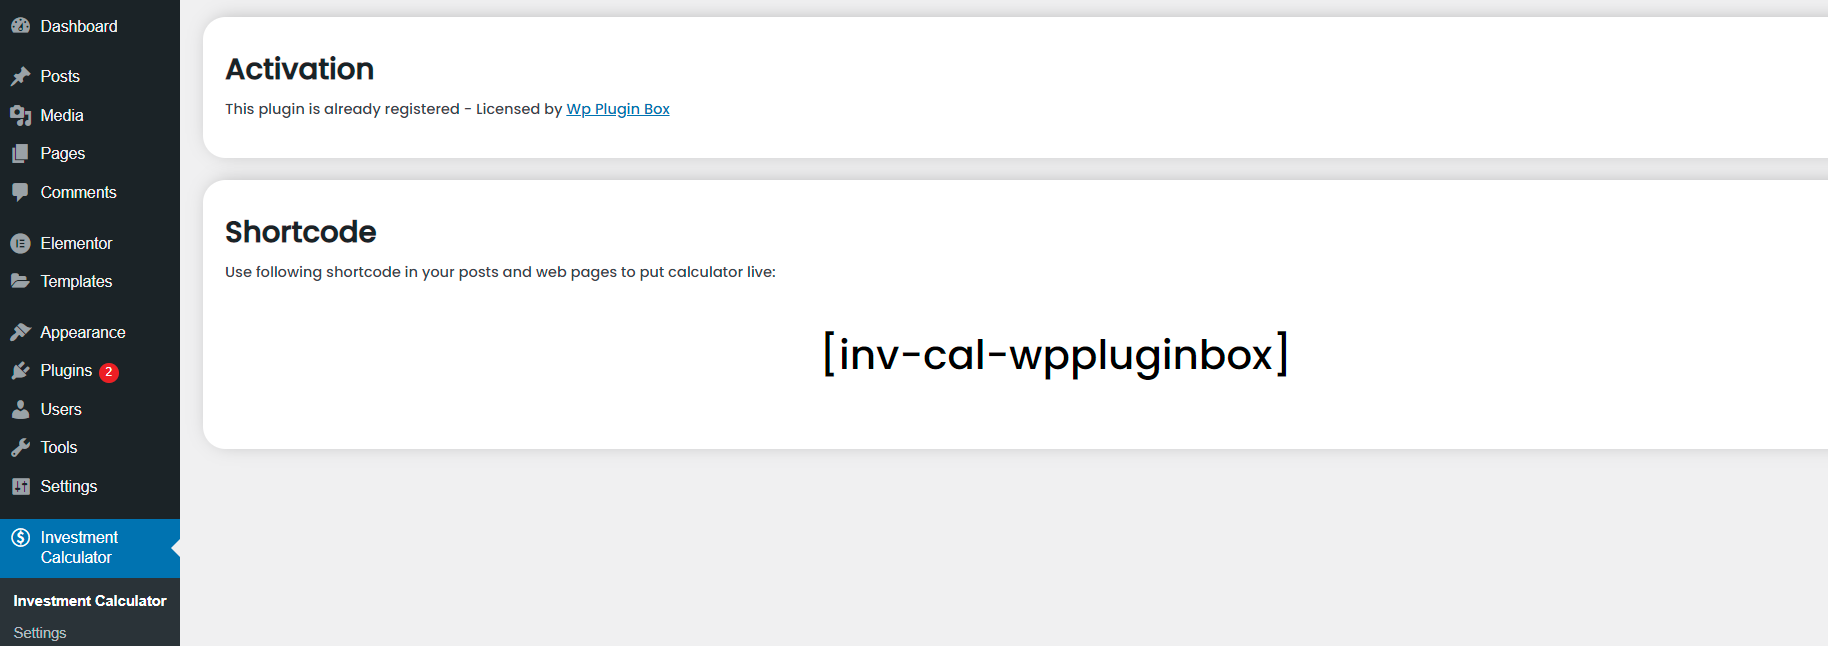 Dashboard
Posts
Media
Pages
Comments
Elementor
Templates
Appearance
Plugins 2
Users
Tools
Settings
Investment
Calculator
Investment Calculator
Settings
Activation
This plugin is already registered - Licensed by Wp Plugin Box
Shortcode
Use following shortcode in your posts and web pages to put calculator live:
[inv-cal-wppluginbox]